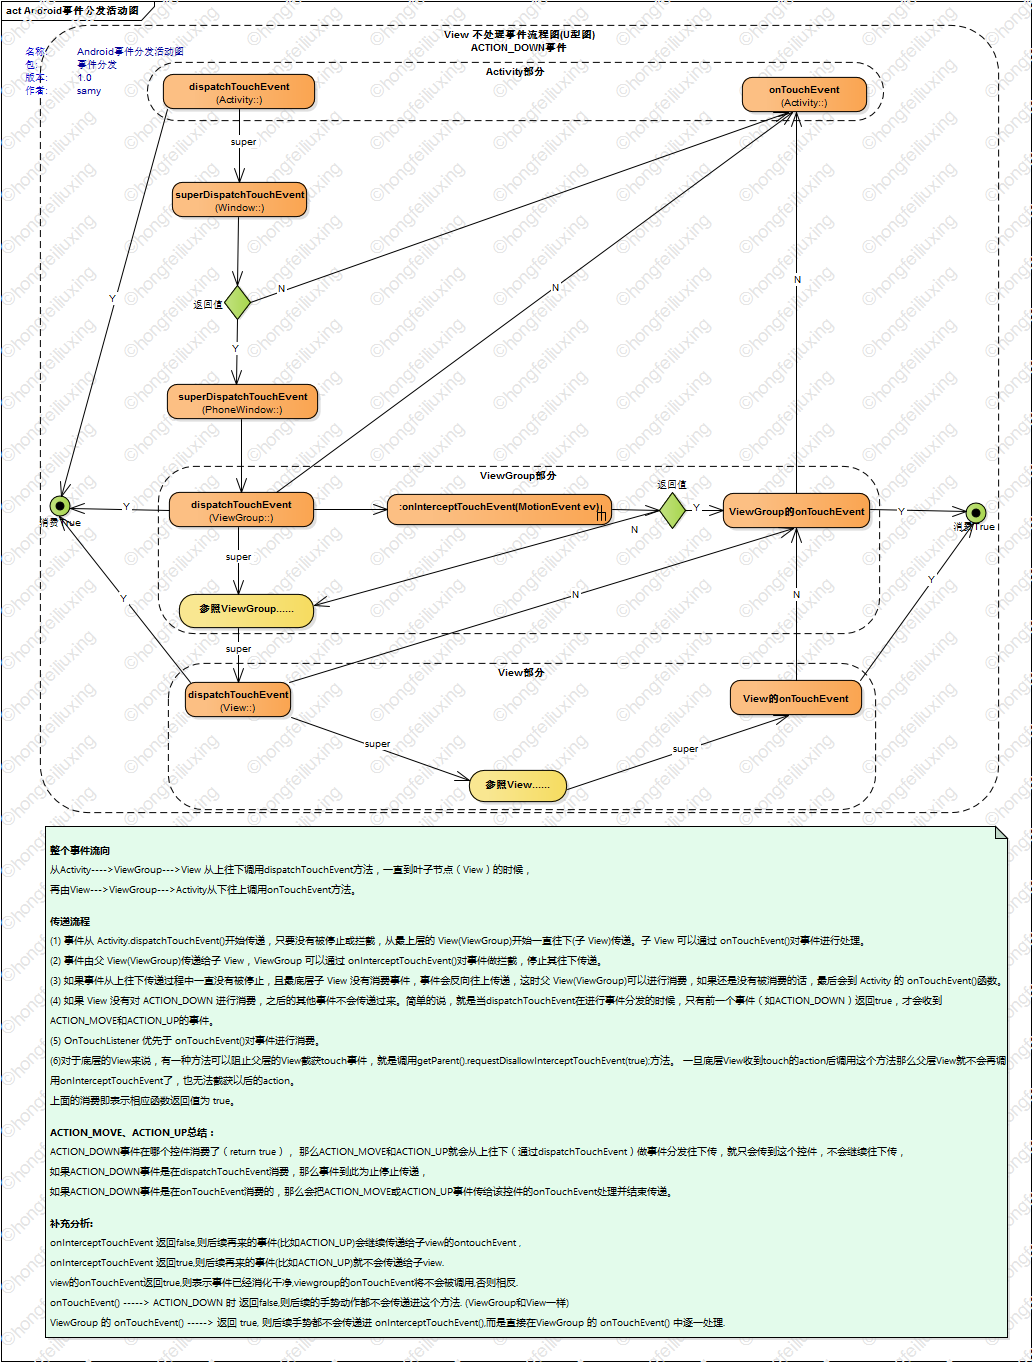 act Android事件分发活动图
View 不处理事件流程图(U型图)
ACTION_DOWN事件
名称: Android事件分发活动图
包: 事件分发
版本: 1.0
作者: samy
Activity部分
dispatchTouchEvent
(Activity::)
onTouchEvent
(Activity::)
super
superDispatchTouchEvent
(Window::)
N
N
N
Y
返回值
Y
superDispatchTouchEvent
(PhoneWindow::)
ViewGroup部分
返回值
dispatchTouchEvent
(ViewGroup::)
:onInterceptTouchEvent(MotionEvent ev)
ViewGroup的onTouchEvent
Y
Y
Y
消费True
消费True
N
super
参照ViewGroup......
Y
N
N
Y
super
View部分
dispatchTouchEvent
(View::)
View的onTouchEvent
super
super
参照View......
整个事件流向
从Activity---->ViewGroup--->View 从上往下调用dispatchTouchEvent方法，一直到叶子节点（View）的时候，
再由View--->ViewGroup--->Activity从下往上调用onTouchEvent方法。
传递流程
(1) 事件从 Activity.dispatchTouchEvent()开始传递，只要没有被停止或拦截，从最上层的 View(ViewGroup)开始一直往下(子 View)传递。子 View 可以通过 onTouchEvent()对事件进行处理。
(2) 事件由父 View(ViewGroup)传递给子 View，ViewGroup 可以通过 onInterceptTouchEvent()对事件做拦截，停止其往下传递。
(3) 如果事件从上往下传递过程中一直没有被停止，且最底层子 View 没有消费事件，事件会反向往上传递，这时父 View(ViewGroup)可以进行消费，如果还是没有被消费的话，最后会到 Activity 的 onTouchEvent()函数。
(4) 如果 View 没有对 ACTION_DOWN 进行消费，之后的其他事件不会传递过来。简单的说，就是当dispatchTouchEvent在进行事件分发的时候，只有前一个事件（如ACTION_DOWN）返回true，才会收到
ACTION_MOVE和ACTION_UP的事件。
(5) OnTouchListener 优先于 onTouchEvent()对事件进行消费。
(6)对于底层的View来说，有一种方法可以阻止父层的View截获touch事件，就是调用getParent().requestDisallowInterceptTouchEvent(true);方法。 一旦底层View收到touch的action后调用这个方法那么父层View就不会再调
用onInterceptTouchEvent了，也无法截获以后的action。
上面的消费即表示相应函数返回值为 true。
ACTION_MOVE、ACTION_UP总结：
ACTION_DOWN事件在哪个控件消费了（return true）， 那么ACTION_MOVE和ACTION_UP就会从上往下（通过dispatchTouchEvent）做事件分发往下传，就只会传到这个控件，不会继续往下传，
如果ACTION_DOWN事件是在dispatchTouchEvent消费，那么事件到此为止停止传递，
如果ACTION_DOWN事件是在onTouchEvent消费的，那么会把ACTION_MOVE或ACTION_UP事件传给该控件的onTouchEvent处理并结束传递。
补充分析:
onInterceptTouchEvent 返回false,则后续再来的事件(比如ACTION_UP)会继续传递给子view的ontouchEvent，
onInterceptTouchEvent 返回true,则后续再来的事件(比如ACTION_UP)就不会传递给子view.
view的onTouchEvent返回true,则表示事件已经消化干净,viewgroup的onTouchEvent将不会被调用.否则相反.
onTouchEvent() -----> ACTION_DOWN 时 返回false,则后续的手势动作都不会传递进这个方法. (ViewGroup和View一样)
ViewGroup 的 onTouchEvent() -----> 返回 true, 则后续手势都不会传递进 onInterceptTouchEvent(),而是直接在ViewGroup 的 onTouchEvent() 中逐一处理.
©hongfeiliuxing